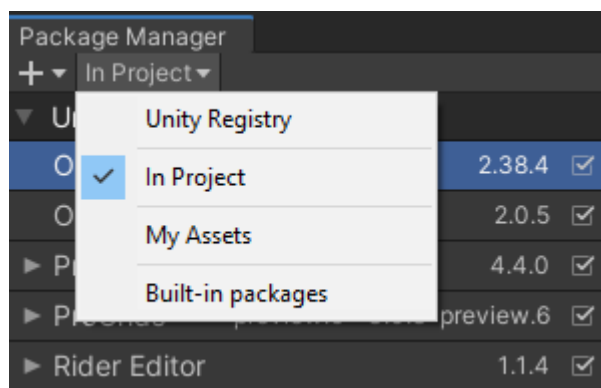 Package Manager
In Project
Unity Registry
In Project
2.38.4
My Assets
2.0.5
4.4.0
Built-in packages
preview.6
Rider Editor 1.1.4